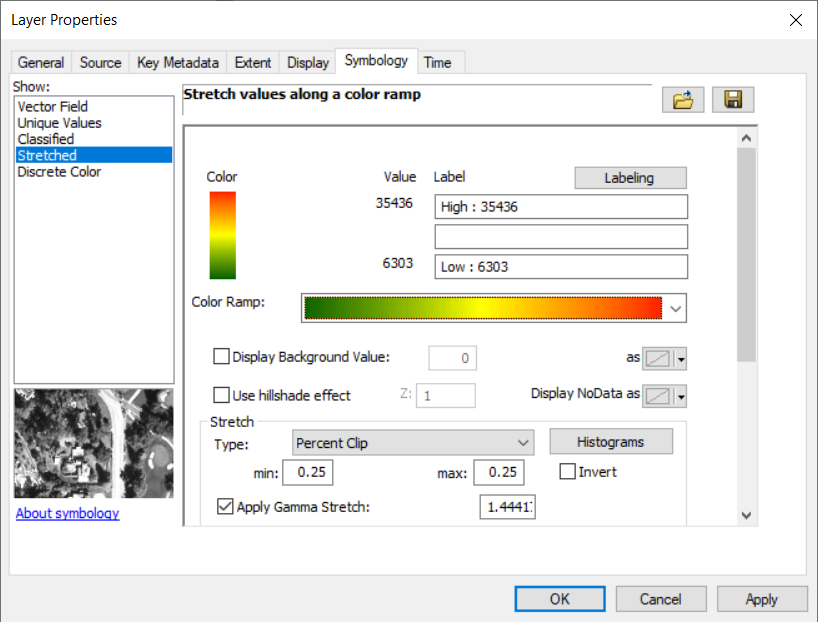 Layer Properties
General Source Key Metadata Extent Display Symbology Time
Show:
Vector Field
Unique Values
Classified
Stretched
Discrete Color
About symbology
Stretch values along a color ramp
Color Value Label Labeling
35436 High : 35436
6303 Low : 6303
Color Ramp:
Display Background Value: 0 as
Use hillshade effect Z: 1 Display NoData as
Stretch
Type: Percent Clip Histograms
min: 0.25 max: 0.25 Invert
Apply Gamma Stretch: 1.4441
OK Cancel Apply